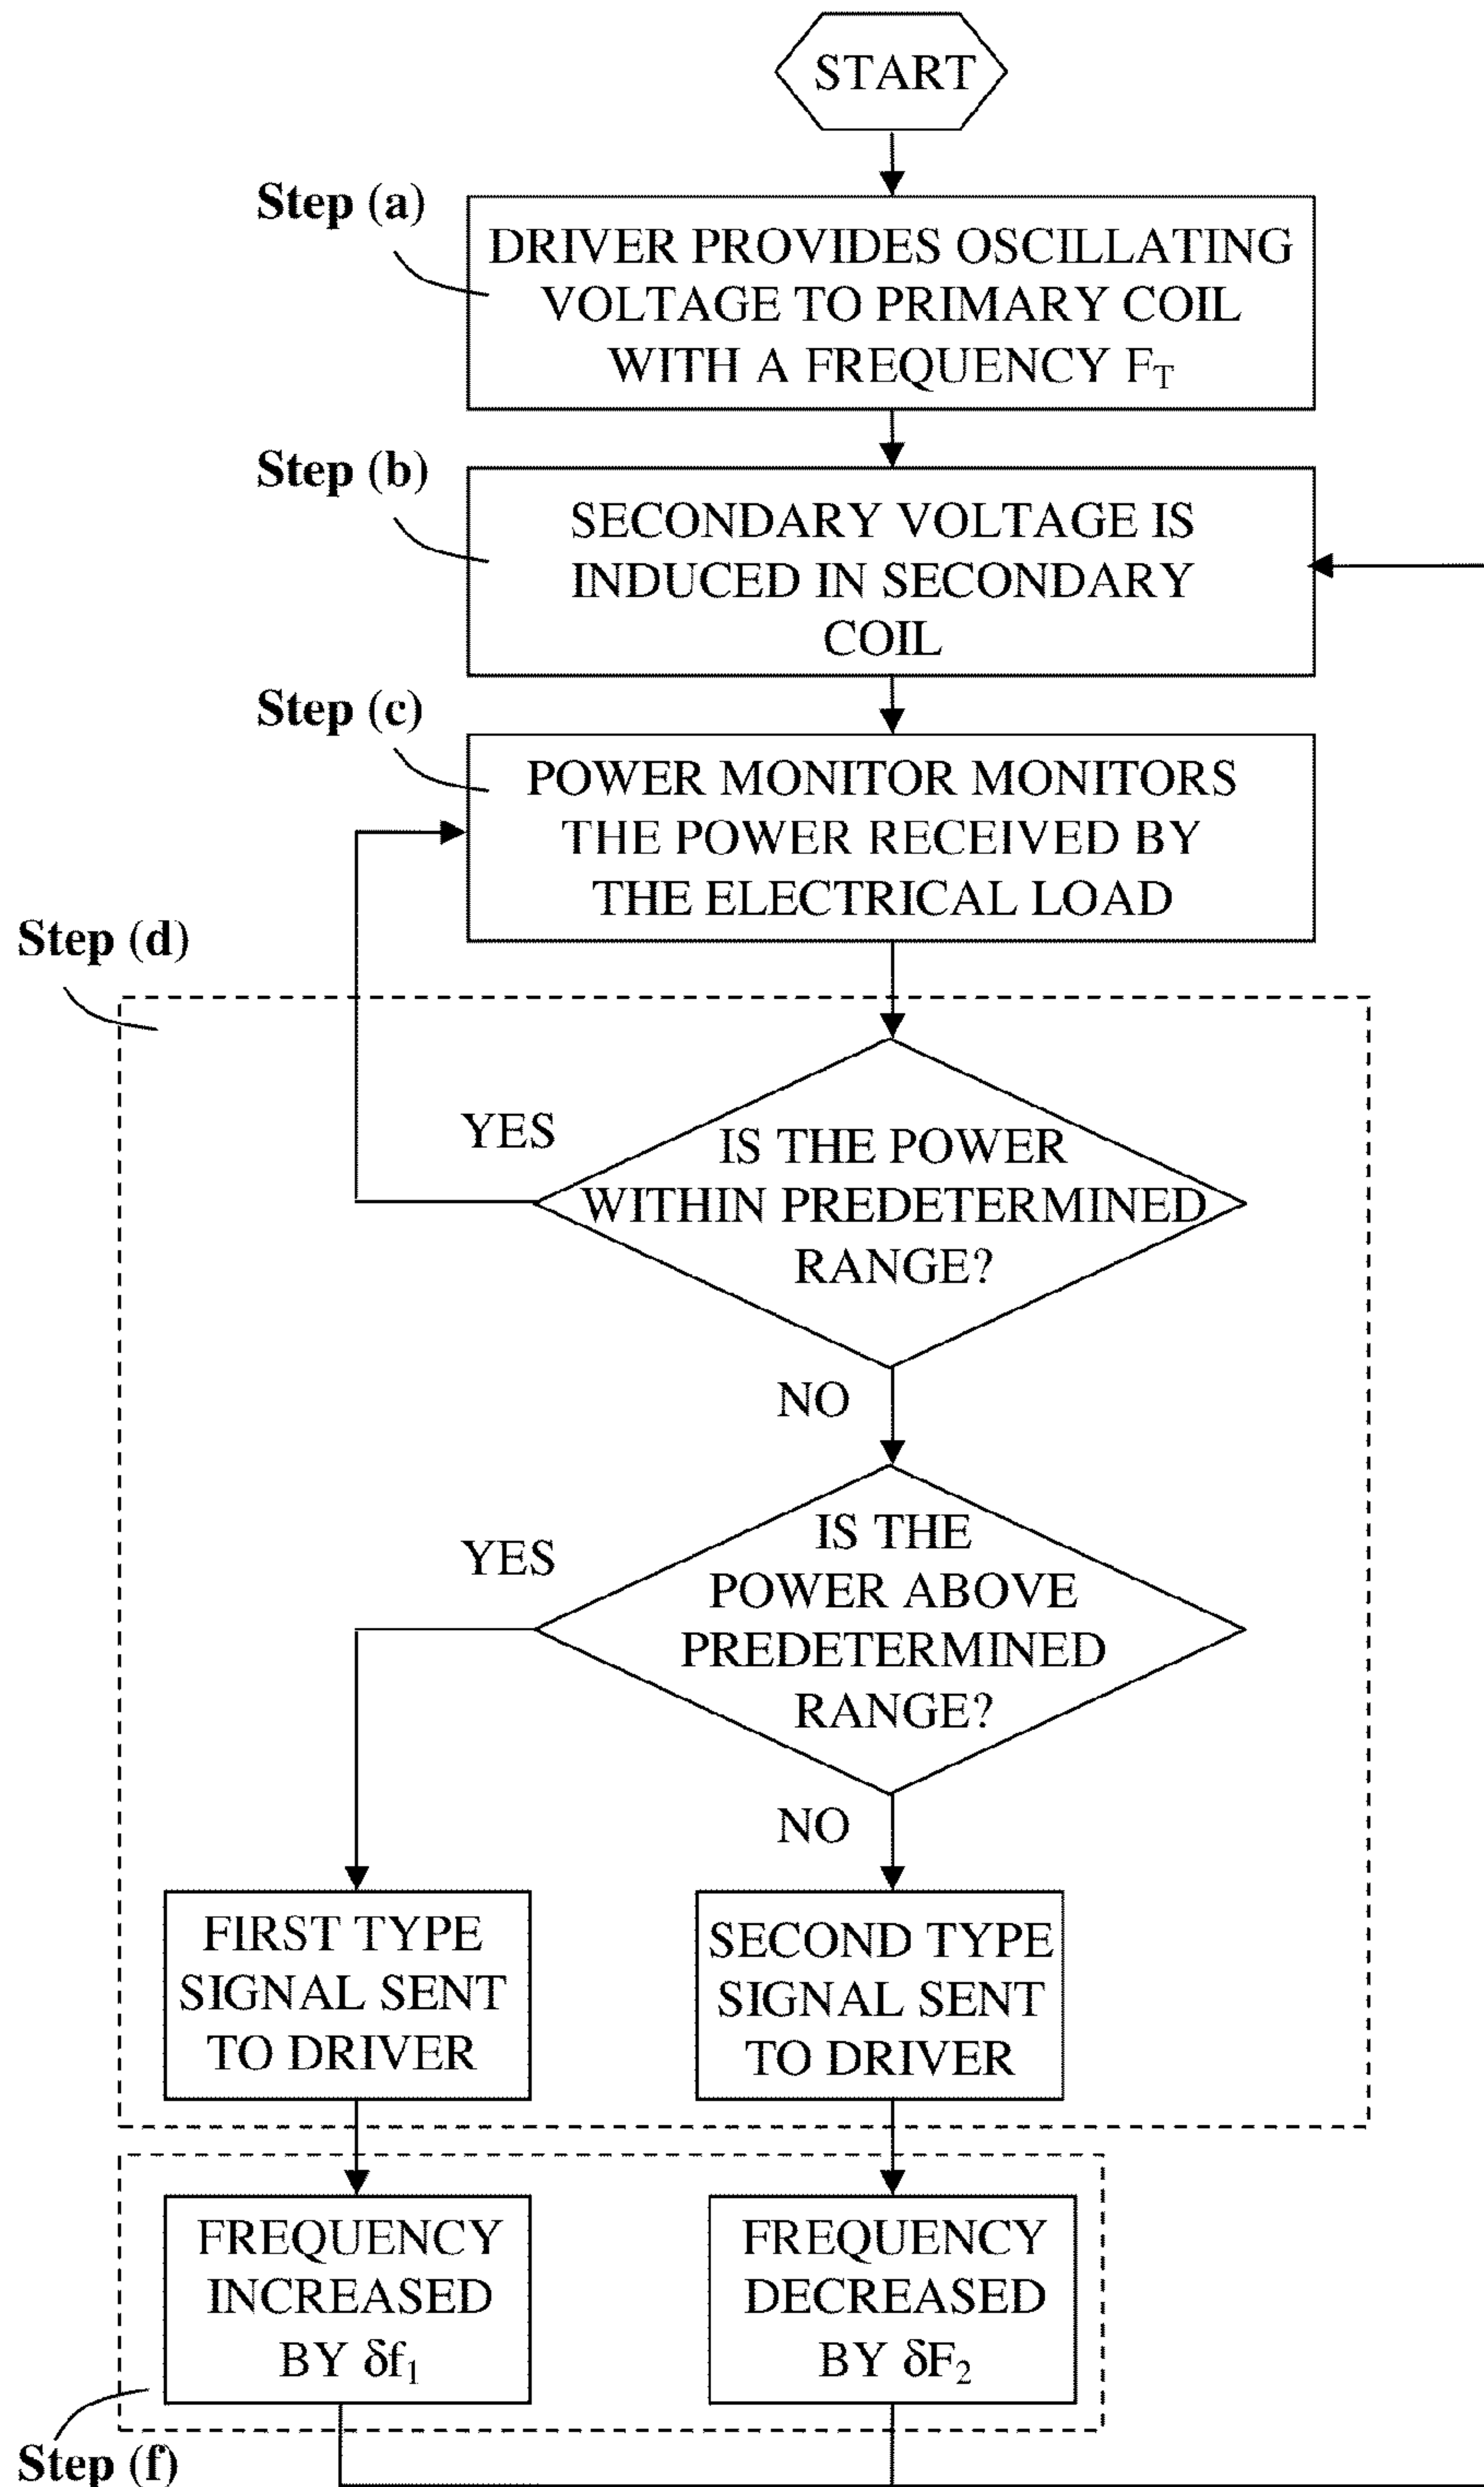 START
Step (a)
DRIVER PROVIDES OSCILLATING
VOLTAGE TO PRIMARY COIL
WITH A FREQUENCY F_T
Step (b)
SECONDARY VOLTAGE IS
INDUCED IN SECONDARY
COIL
Step (c)
POWER MONITOR MONITORS
THE POWER RECEIVED BY
THE ELECTRICAL LOAD
Step (d)
YES
IS THE POWER
WITHIN PREDETERMINED
RANGE?
NO
YES
IS THE
POWER ABOVE
PREDETERMINED
RANGE?
NO
FIRST TYPE
SIGNAL SENT
TO DRIVER
SECOND TYPE
SIGNAL SENT
TO DRIVER
FREQUENCY
INCREASED
BY δf₁
FREQUENCY
DECREASED
BY δF₂
Step (f)